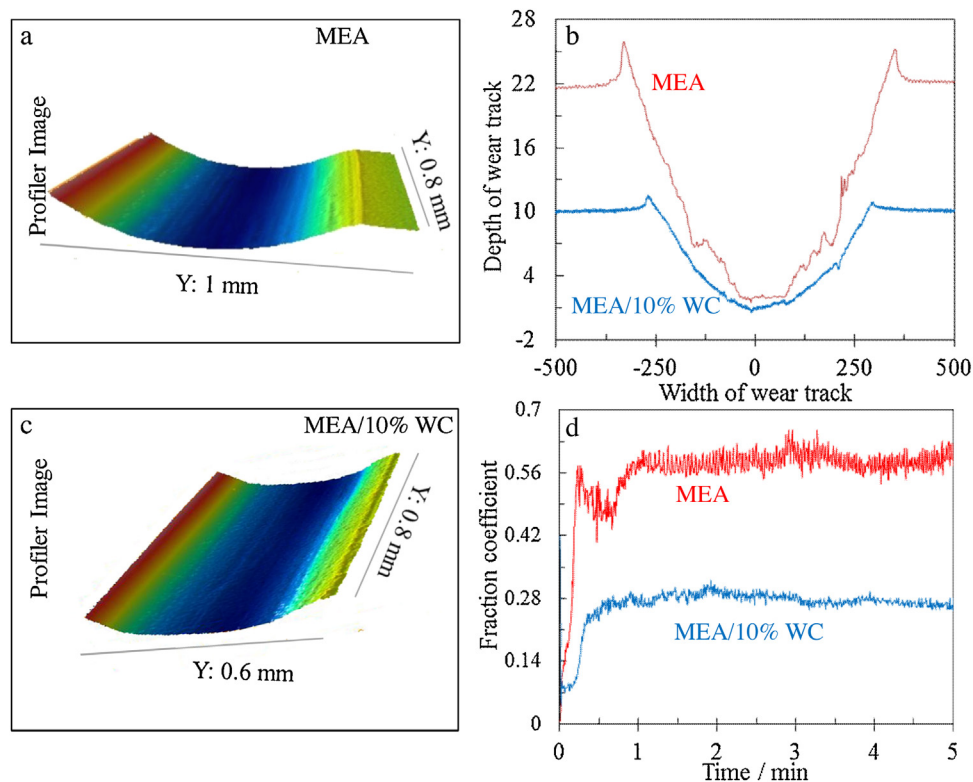 a
MEA
Profiler Image
Y: 0.8 mm
Y: 1 mm
b
Depth of wear track
28
22
16
10
4
-2
MEA
MEA/10% WC
-500
-250
0
250
500
Width of wear track
c
MEA/10% WC
Profiler Image
Y: 0.8 mm
Y: 0.6 mm
d
Fraction coefficient
0.7
0.56
0.42
0.28
0.14
0
MEA
MEA/10% WC
0
1
2
3
4
5
Time / min